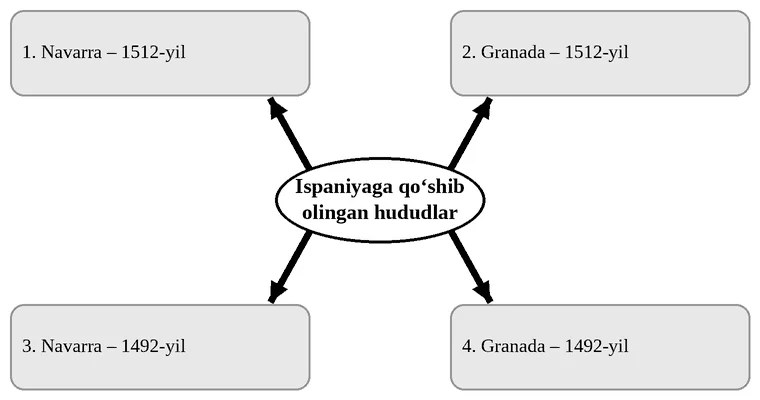 1. Navarra – 1512-yil
2. Granada – 1512-yil
Ispaniyaga qo‘shib
olingan hududlar
3. Navarra – 1492-yil
4. Granada – 1492-yil